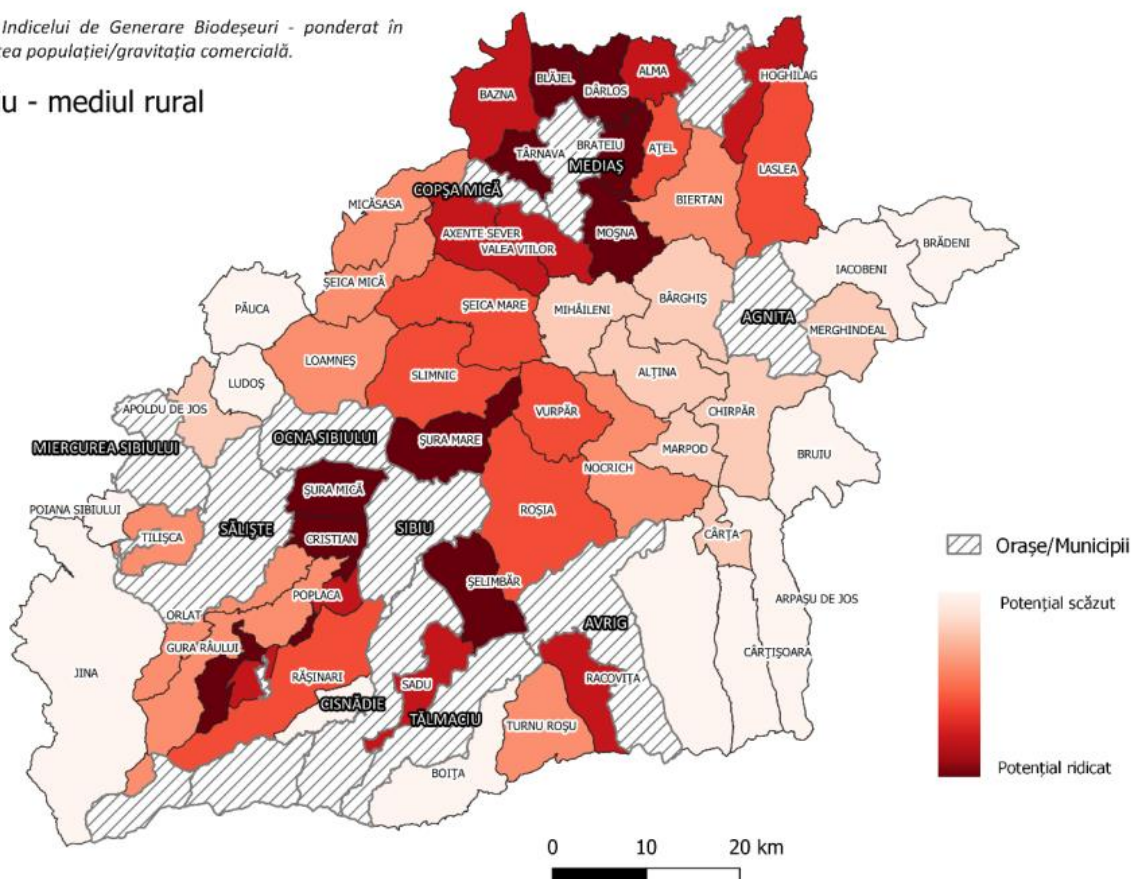 Indicelui de Generare Biodeșeuri - ponderat în
tea populației/gravitația comercială.
u - mediul rural
HOGHILAG
ALMA
BLĂJEL
DÂRLOS
BAZNA
BRATEIU
AȚEL
TÂRNAVA
MEDIAȘ
LASLEA
COPȘA MICĂ
BIERTAN
MICĂSASA
AXENTE SEVER
MOȘNA
VALEA VIILOR
BRĂDENI
IACOBENI
ȘEICA MICĂ
BÂRGHIȘ
ȘEICA MARE
MIHĂILENI
PĂUCA
AGNITA
MERGHINDEAL
LOAMNEȘ
SLIMNIC
ALȚINA
LUDOȘ
APOLDU DE JOS
VURPĂR
CHIRPĂR
OCNA SIBIULUI
ȘURA MARE
MIERCUREA SIBIULUI
MARPOD
BRUIU
NOCRICH
ȘURA MICĂ
POIANA SIBIULUI
ROȘIA
SĂLIȘTE
SIBIU
TILIȘCA
CRISTIAN
CÂRȚA
Orașe/Municipii
ȘELIMBĂR
POPLACA
ARPAȘU DE JOS
Potențial scăzut
ORLAT
AVRIG
GURA RÂULUI
CÂRȚIȘOARA
JINA
RĂȘINARI
SADU
RACOVIȚA
CISNĂDIE
TĂLMACIU
TURNU ROȘU
BOIȚA
Potențial ridicat
0 10 20 km